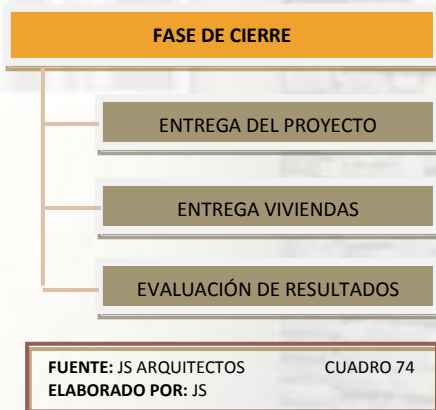 FASE DE CIERRE
ENTREGA DEL PROYECTO
ENTREGA VIVIENDAS
EVALUACIÓN DE RESULTADOS
FUENTE: JS ARQUITECTOS CUADRO 74
ELABORADO POR: JS